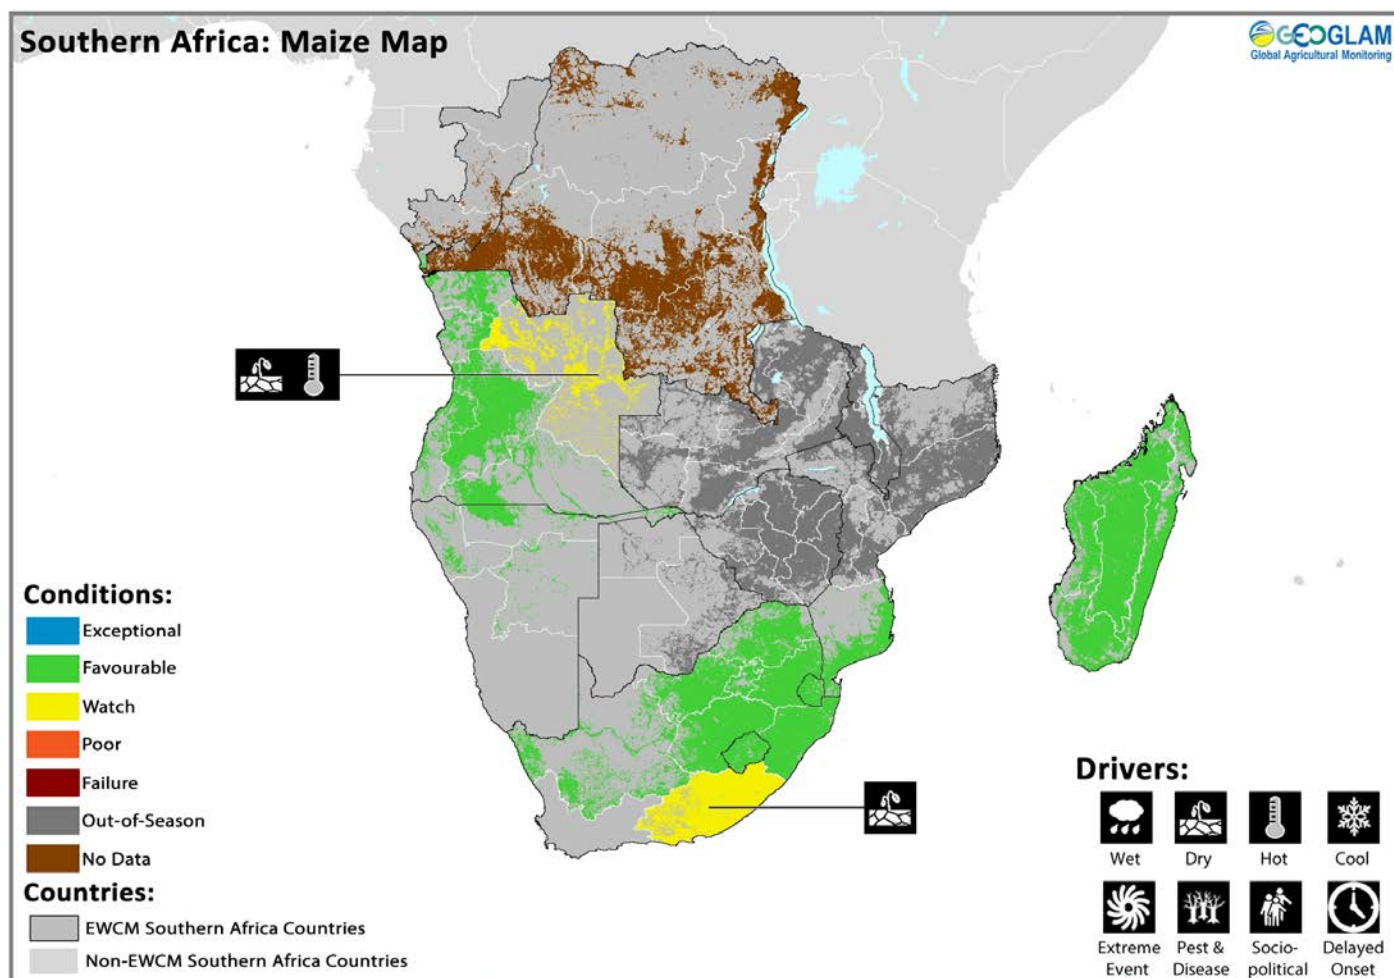 Southern Africa: Maize Map
GEOGLAM
Global Agricultural Monitoring
Conditions:
Exceptional
Favourable
Watch
Poor
Failure
Out-of-Season
No Data
Countries:
EWCM Southern Africa Countries
Non-EWCM Southern Africa Countries
Drivers:
Wet
Dry
Hot
Cool
Extreme
Event
Pest &
Disease
Socio-
political
Delayed
Onset